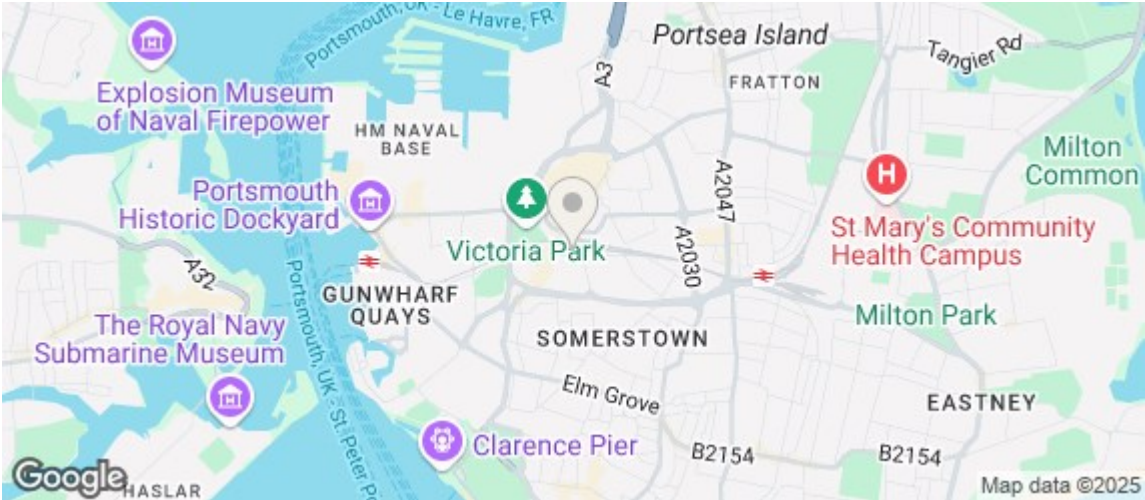 Portsmouth, UK - Le Havre, FR
Portsea Island
Tangier Rd
A3
FRATTON
Explosion Museum
of Naval Firepower
HM NAVAL
BASE
Milton
Common
A2047
H
Portsmouth
Historic Dockyard
St Mary's Community
Health Campus
Victoria Park
A2030
A32
GUNWHARF
QUAYS
Milton Park
The Royal Navy
Submarine Museum
SOMERSTOWN
Portsmouth, UK - St. Peter Po
Elm Grove
EASTNEY
Clarence Pier
B2154
B2154
Google
HASLAR
Map data ©2025